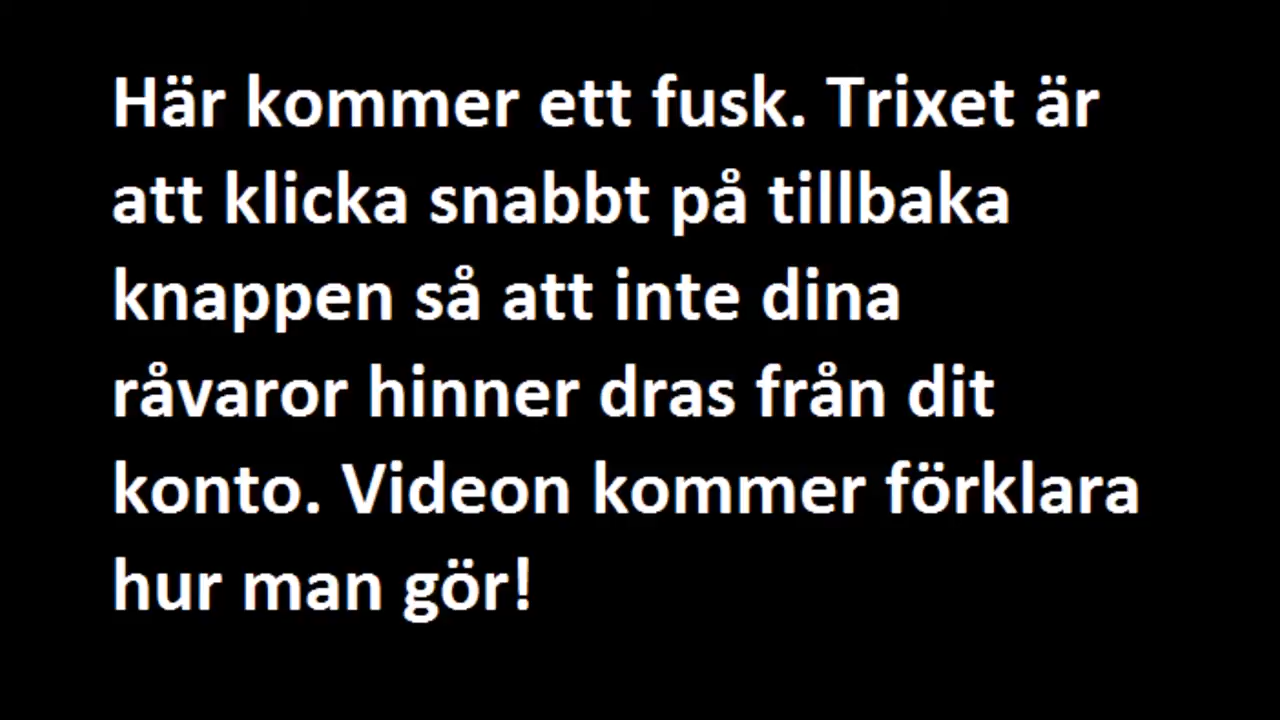 Här kommer ett fusk. Trixet är
att klicka snabbt på tillbaka
knappen så att inte dina
råvaror hinner dras från dit
konto. Videon kommer förklara
hur man gör!